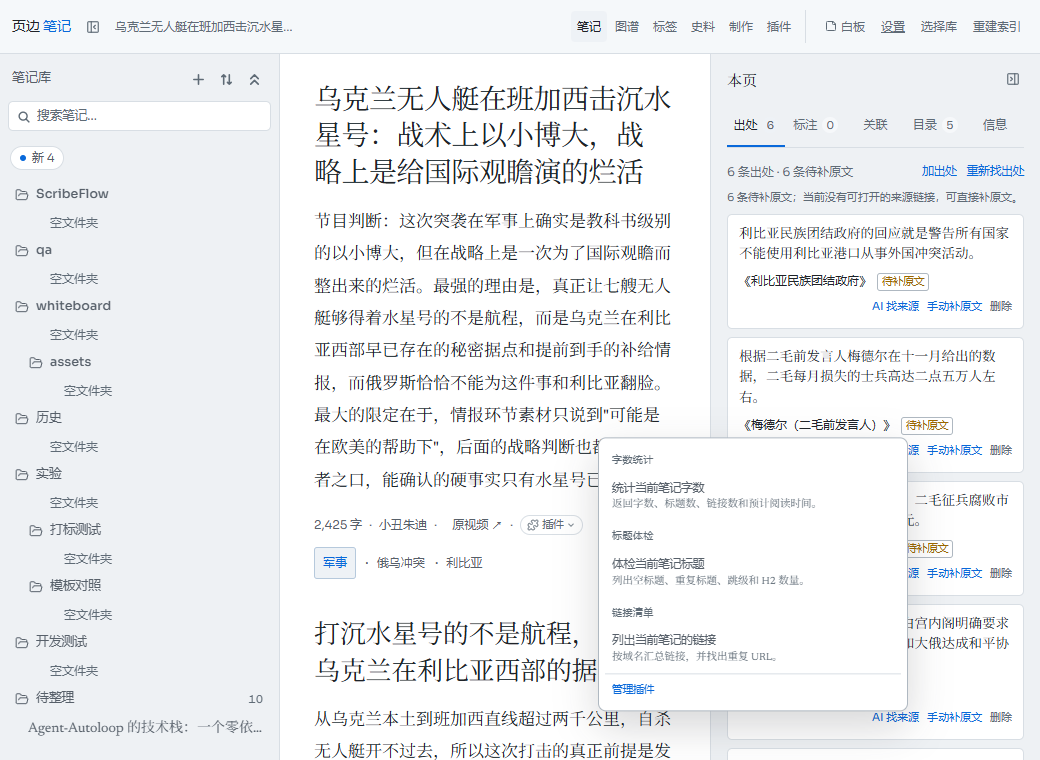 页边 笔记
乌克兰无人艇在班加西击沉水星...
笔记 图谱 标签 史料 制作 插件
白板 设置 选择库 重建索引
笔记库
搜索笔记...
新 4
ScribeFlow
空文件夹
qa
空文件夹
whiteboard
空文件夹
assets
空文件夹
历史
空文件夹
实验
空文件夹
打标测试
空文件夹
模板对照
空文件夹
开发测试
空文件夹
待整理 10
Agent-Autoloop 的技术栈：一个零依...
乌克兰无人艇在班加西击沉水
星号：战术上以小博大，战
略上是给国际观瞻演的烂活
节目判断：这次突袭在军事上确实是教科书级别
的以小博大，但在战略上是一次为了国际观瞻而
整出来的烂活。最强的理由是，真正让七艘无人
艇够得着水星号的不是航程，而是乌克兰在利比
亚西部早已存在的秘密据点和提前到手的补给情
报，而俄罗斯恰恰不能为这件事和利比亚翻脸。
最大的限定在于，情报环节素材只说到"可能是
在欧美的帮助下"，后面的战略判断也
者之口，能确认的硬事实只有水星号已
2,425 字 · 小丑朱迪 · 原视频 ↗ · 插件
军事 · 俄乌冲突 · 利比亚
打沉水星号的不是航程，
乌克兰在利比亚西部的据
从乌克兰本土到班加西直线超过两千公里，自杀
无人艇开不过去，所以这次打击的真正前提是发
字数统计
统计当前笔记字数
返回字数、标题数、链接数和预计阅读时间。
标题体检
体检当前笔记标题
列出空标题、重复标题、跳级和 H2 数量。
链接清单
列出当前笔记的链接
按域名汇总链接，并找出重复 URL。
管理插件
本页
出处 6 标注 0 关联 目录 5 信息
6 条出处 · 6 条待补原文 加出处 重新找出处
6 条待补原文；当前没有可打开的来源链接，可直接补原文。
利比亚民族团结政府的回应就是警告所有国家
不能使用利比亚港口从事外国冲突活动。
《利比亚民族团结政府》 待补原文
AI 找来源 手动补原文 删除
根据二毛前发言人梅德尔在十一月给出的数
据，二毛每月损失的士兵高达二点五万人左
右。
《梅德尔（二毛前发言人）》 待补原文
源 手动补原文 删除
，二毛征兵腐败市
元。
待补原文
源 手动补原文 删除
白宫内阁明确要求
和大俄达成和平协
AI 找来源 手动补原文 删除